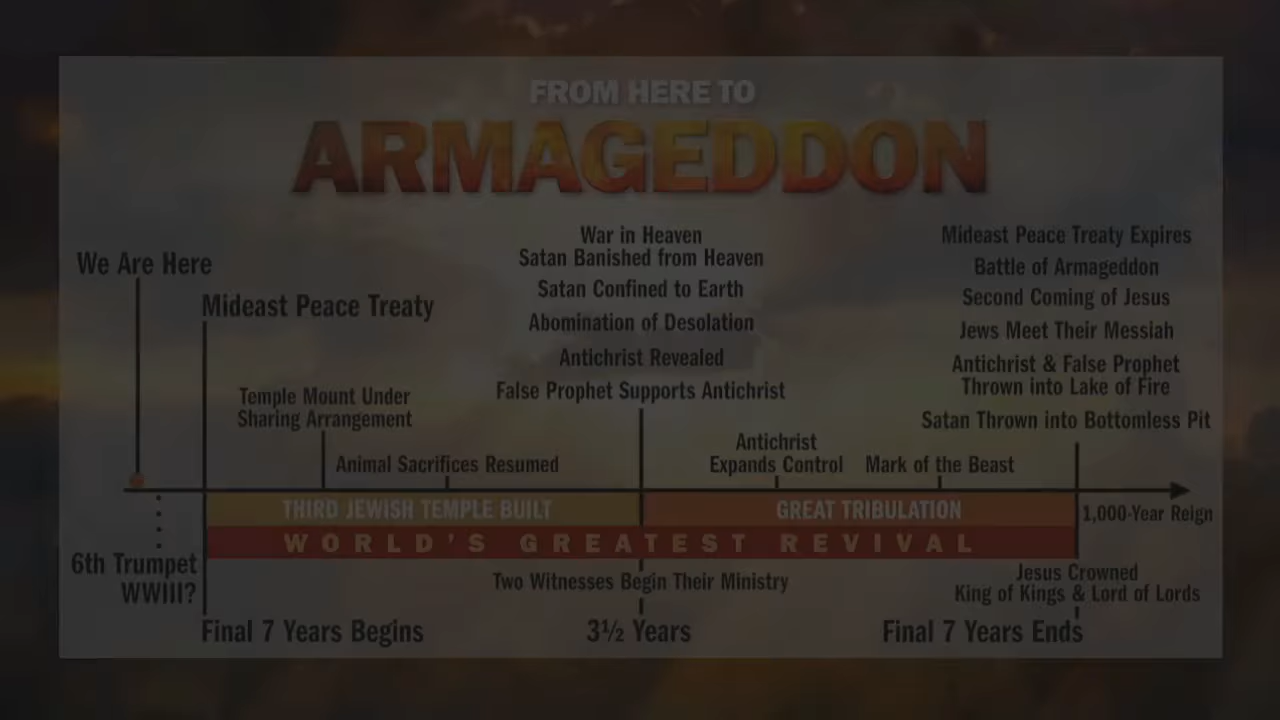 FROM HERE TO
ARMAGEDDON
We Are Here
Mideast Peace Treaty
Temple Mount Under
Sharing Arrangement
Animal Sacrifices Resumed
War in Heaven
Satan Banished from Heaven
Satan Confined to Earth
Abomination of Desolation
Antichrist Revealed
False Prophet Supports Antichrist
Antichrist
Expands Control
Mark of the Beast
Mideast Peace Treaty Expires
Battle of Armageddon
Second Coming of Jesus
Jews Meet Their Messiah
Antichrist & False Prophet
Thrown into Lake of Fire
Satan Thrown into Bottomless Pit
THIRD JEWISH TEMPLE BUILT
GREAT TRIBULATION
1,000-Year Reign
WORLD'S GREATEST REVIVAL
6th Trumpet
WWIII?
Two Witnesses Begin Their Ministry
Jesus Crowned
King of Kings & Lord of Lords
Final 7 Years Begins
3½ Years
Final 7 Years Ends